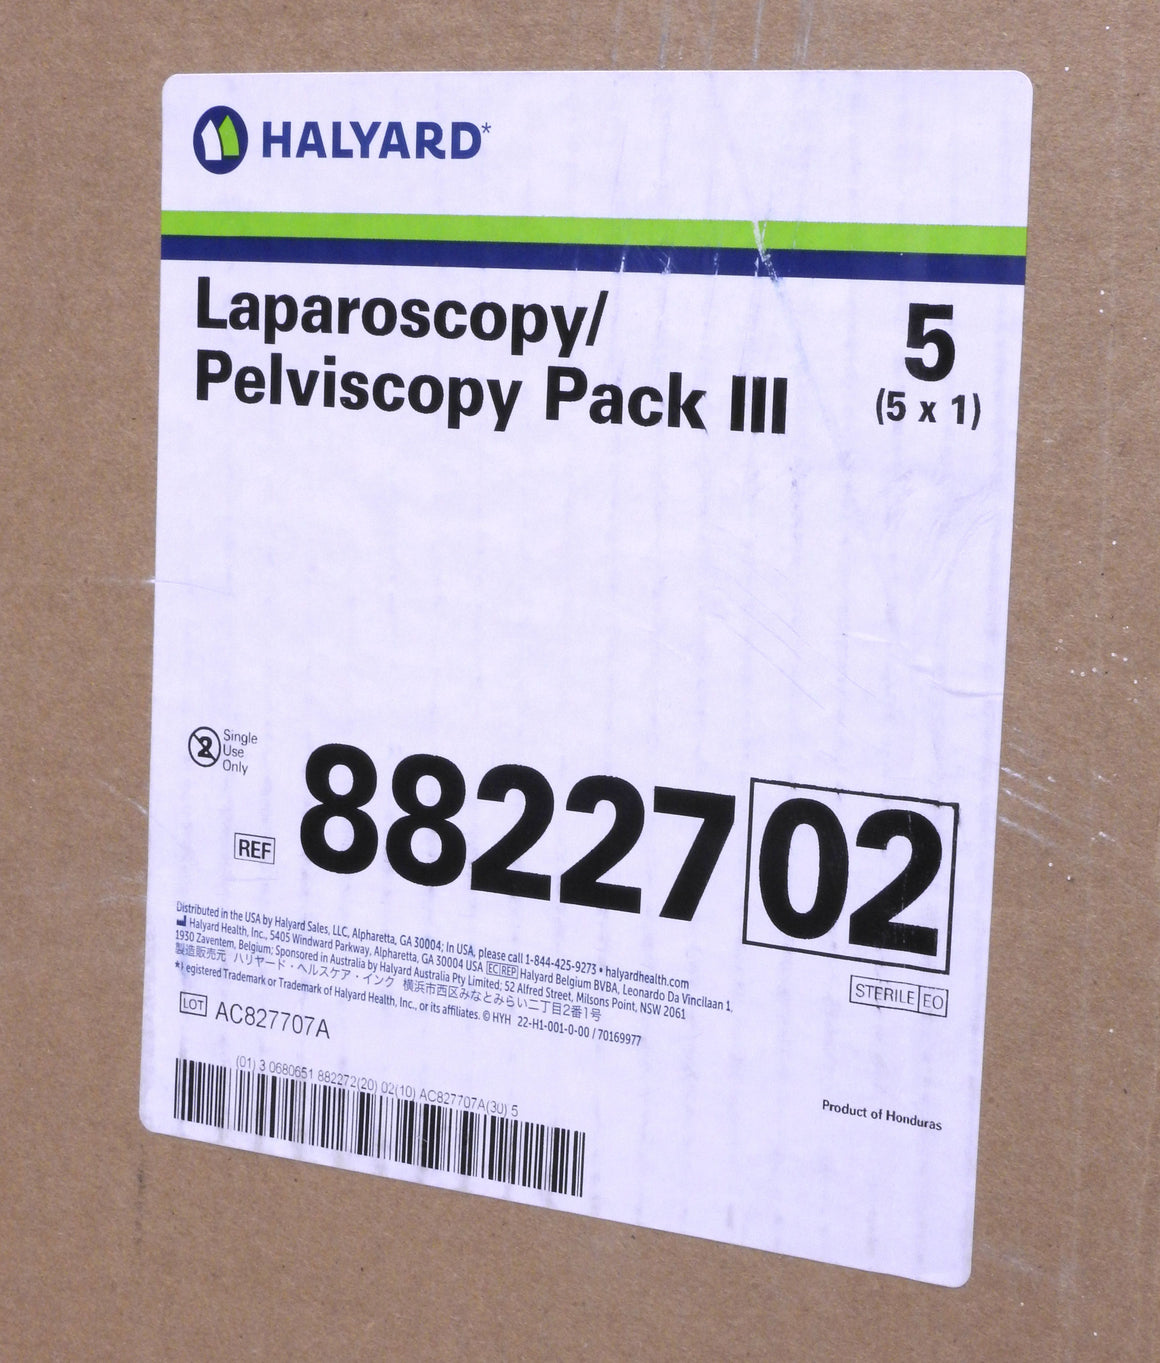 HALYARD*
Laparoscopy/
Pelviscopy Pack III
5
(5 x 1)
2
Single
Use
Only
REF
8822702
Distributed in the USA by Halyard Sales, LLC, Alpharetta, GA 30004; In USA, please call 1-844-425-9273 • halyardhealth.com
Halyard Health, Inc., 5405 Windward Parkway, Alpharetta, GA 30004 USA EC REP Halyard Belgium BVBA, Leonardo Da Vincilaan 1,
1930 Zaventem, Belgium; Sponsored in Australia by Halyard Australia Pty Limited; 52 Alfred Street, Milsons Point, NSW 2061
製造販売元 ハリヤード・ヘルスケア・インク 横浜市西区みなとみらい二丁目2番1号
*Registered Trademark or Trademark of Halyard Health, Inc., or its affiliates. © HYH 22-H1-001-0-00 / 70169977
STERILE EO
LOT AC827707A
(01) 3 0680651 882272(20) 02(10) AC827707A(30) 5
Product of Honduras